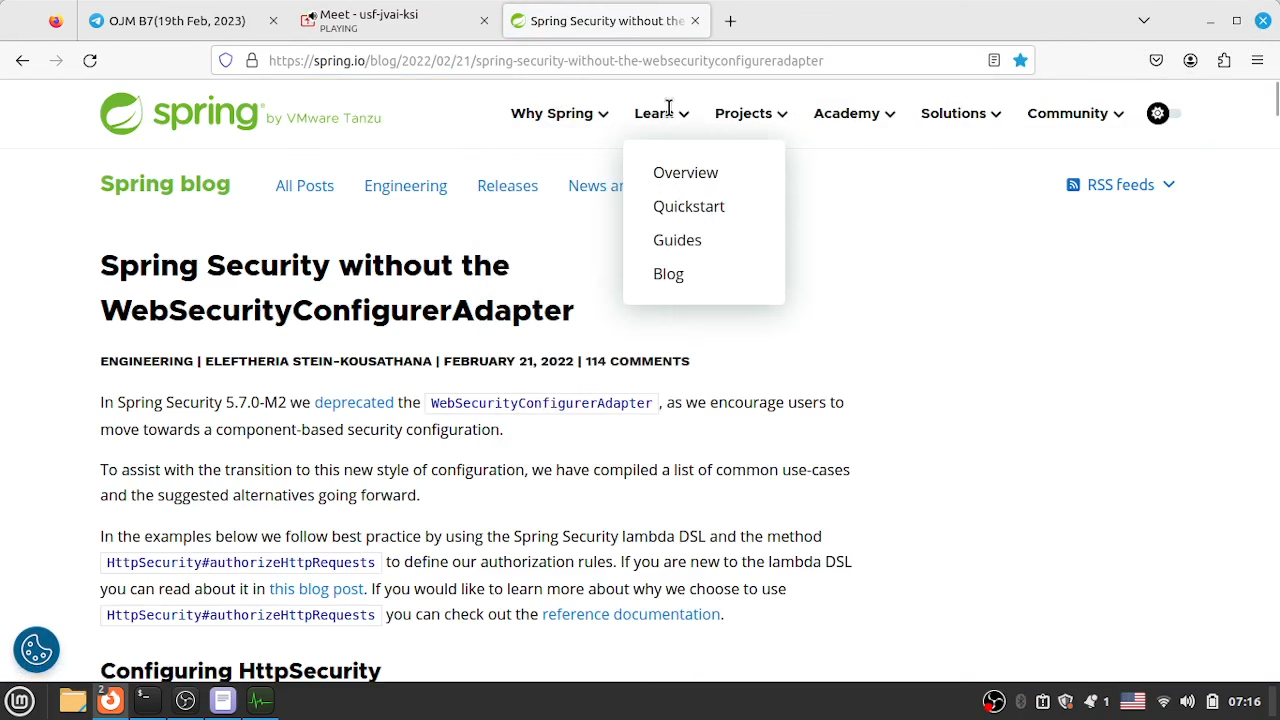 OJM B7(19th Feb, 2023)
Meet - usf-jvai-ksi
PLAYING
Spring Security without the
https://spring.io/blog/2022/02/21/spring-security-without-the-websecurityconfigureradapter
spring by VMware Tanzu
Why Spring
Learn
Projects
Academy
Solutions
Community
Overview
Quickstart
Guides
Blog
Spring blog
All Posts
Engineering
Releases
News an
RSS feeds
Spring Security without the
WebSecurityConfigurerAdapter
ENGINEERING | ELEFTHERIA STEIN-KOUSATHANA | FEBRUARY 21, 2022 | 114 COMMENTS
In Spring Security 5.7.0-M2 we deprecated the WebSecurityConfigurerAdapter, as we encourage users to
move towards a component-based security configuration.
To assist with the transition to this new style of configuration, we have compiled a list of common use-cases
and the suggested alternatives going forward.
In the examples below we follow best practice by using the Spring Security lambda DSL and the method
HttpSecurity#authorizeHttpRequests to define our authorization rules. If you are new to the lambda DSL
you can read about it in this blog post. If you would like to learn more about why we choose to use
HttpSecurity#authorizeHttpRequests you can check out the reference documentation.
Configuring HttpSecurity
2
1
07:16